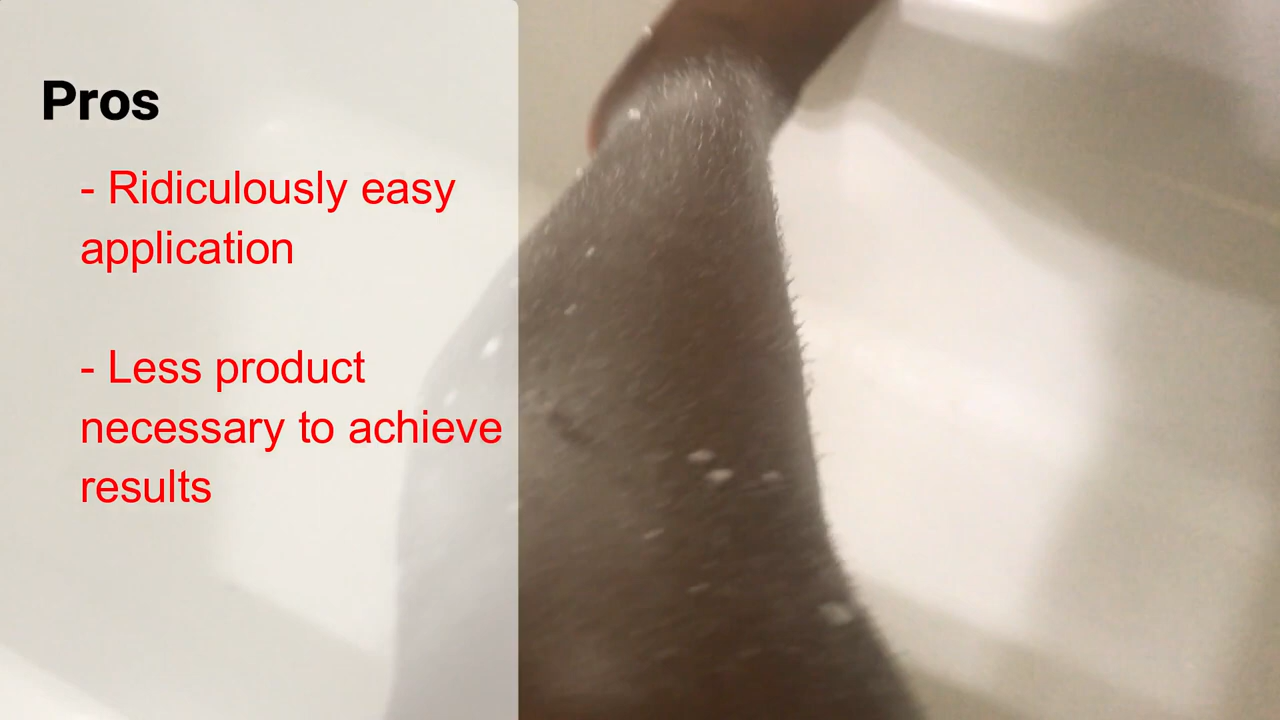 Pros
- Ridiculously easy
application
- Less product
necessary to achieve
results